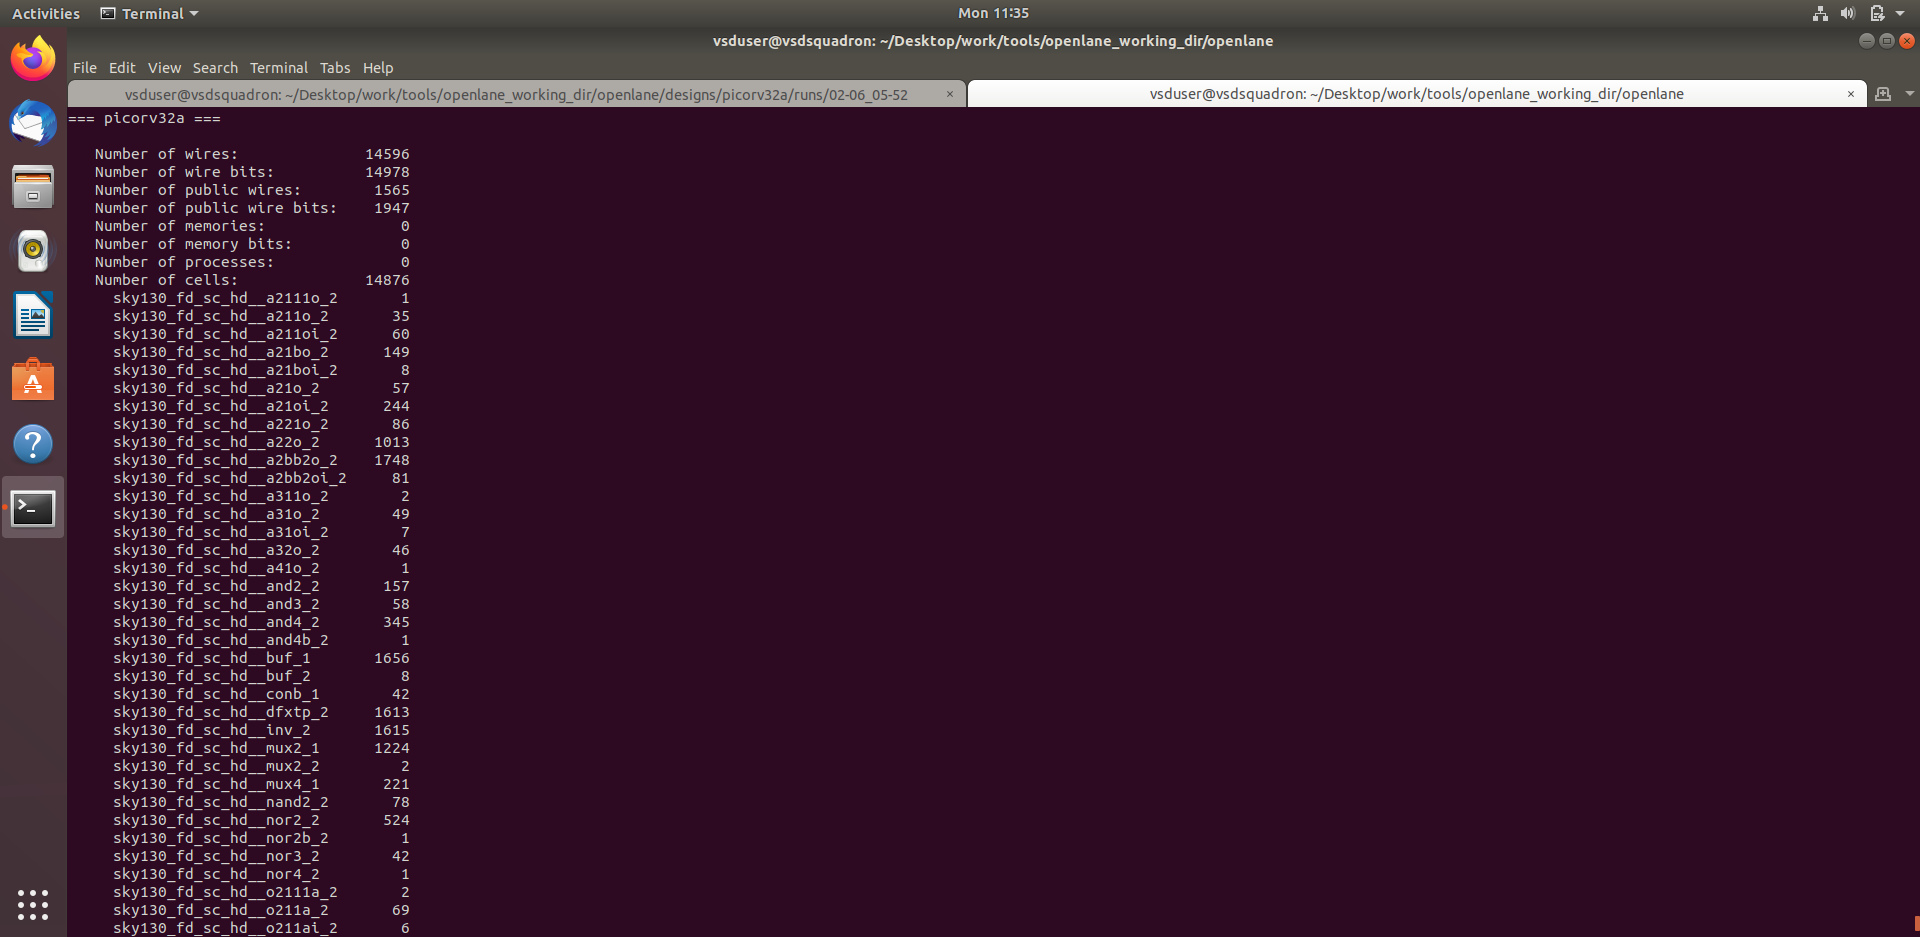 Activities Terminal Mon 11:35
vsduser@vsdsquadron: ~/Desktop/work/tools/openlane_working_dir/openlane
File Edit View Search Terminal Tabs Help
vsduser@vsdsquadron: ~/Desktop/work/tools/openlane_working_dir/openlane/designs/picorv32a/runs/02-06_05-52 × vsduser@vsdsquadron: ~/Desktop/work/tools/openlane_working_dir/openlane ×
=== picorv32a ===
Number of wires: 14596
Number of wire bits: 14978
Number of public wires: 1565
Number of public wire bits: 1947
Number of memories: 0
Number of memory bits: 0
Number of processes: 0
Number of cells: 14876
sky130_fd_sc_hd__a2111o_2 1
sky130_fd_sc_hd__a211o_2 35
sky130_fd_sc_hd__a211oi_2 60
sky130_fd_sc_hd__a21bo_2 149
sky130_fd_sc_hd__a21boi_2 8
sky130_fd_sc_hd__a21o_2 57
sky130_fd_sc_hd__a21oi_2 244
sky130_fd_sc_hd__a221o_2 86
sky130_fd_sc_hd__a22o_2 1013
sky130_fd_sc_hd__a2bb2o_2 1748
sky130_fd_sc_hd__a2bb2oi_2 81
sky130_fd_sc_hd__a311o_2 2
sky130_fd_sc_hd__a31o_2 49
sky130_fd_sc_hd__a31oi_2 7
sky130_fd_sc_hd__a32o_2 46
sky130_fd_sc_hd__a41o_2 1
sky130_fd_sc_hd__and2_2 157
sky130_fd_sc_hd__and3_2 58
sky130_fd_sc_hd__and4_2 345
sky130_fd_sc_hd__and4b_2 1
sky130_fd_sc_hd__buf_1 1656
sky130_fd_sc_hd__buf_2 8
sky130_fd_sc_hd__conb_1 42
sky130_fd_sc_hd__dfxtp_2 1613
sky130_fd_sc_hd__inv_2 1615
sky130_fd_sc_hd__mux2_1 1224
sky130_fd_sc_hd__mux2_2 2
sky130_fd_sc_hd__mux4_1 221
sky130_fd_sc_hd__nand2_2 78
sky130_fd_sc_hd__nor2_2 524
sky130_fd_sc_hd__nor2b_2 1
sky130_fd_sc_hd__nor3_2 42
sky130_fd_sc_hd__nor4_2 1
sky130_fd_sc_hd__o2111a_2 2
sky130_fd_sc_hd__o211a_2 69
sky130_fd_sc_hd__o211ai_2 6